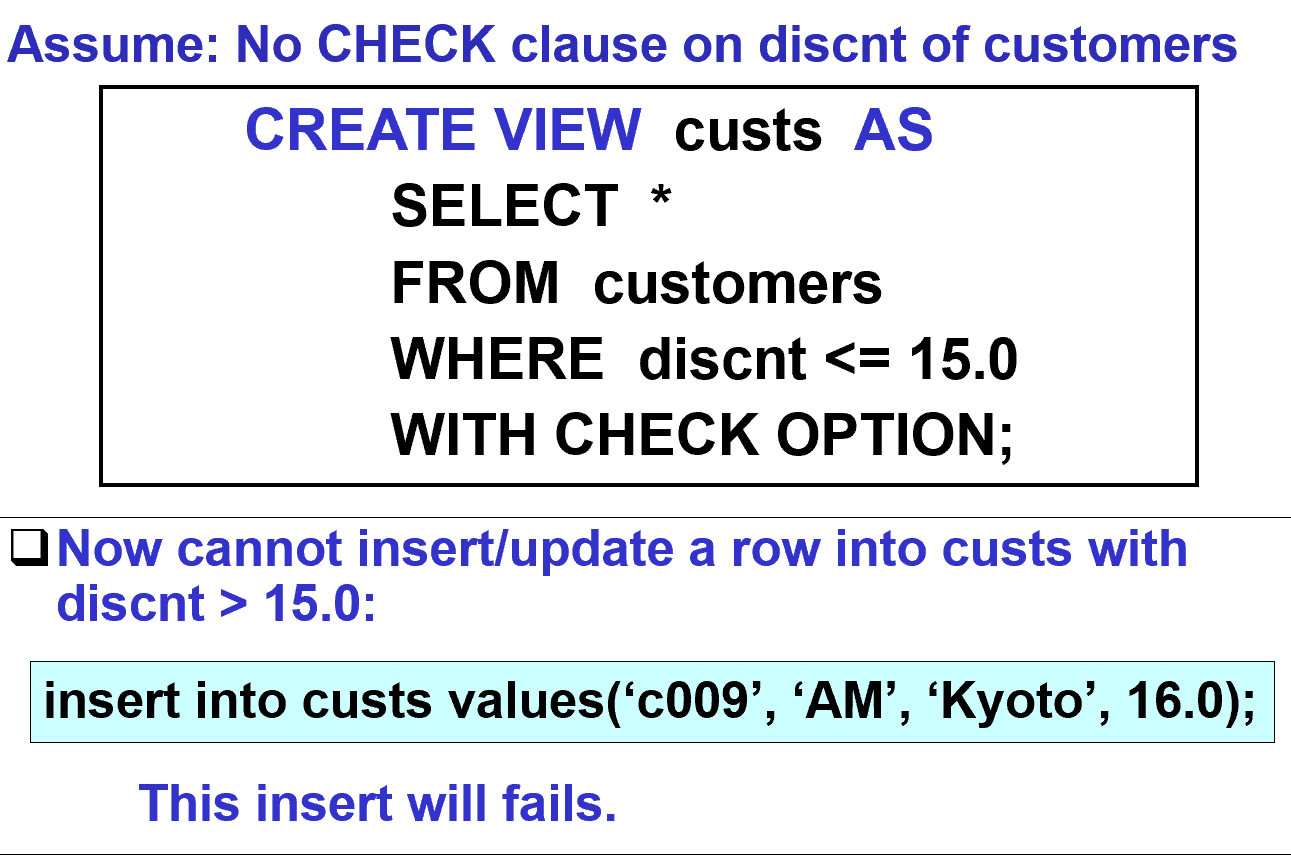 Assume: No CHECK clause on discnt of customers
CREATE VIEW custs AS
SELECT *
FROM customers
WHERE discnt <= 15.0
WITH CHECK OPTION;
Now cannot insert/update a row into custs with
discnt > 15.0:
insert into custs values(‘c009’, ‘AM’, ‘Kyoto’, 16.0);
This insert will fails.